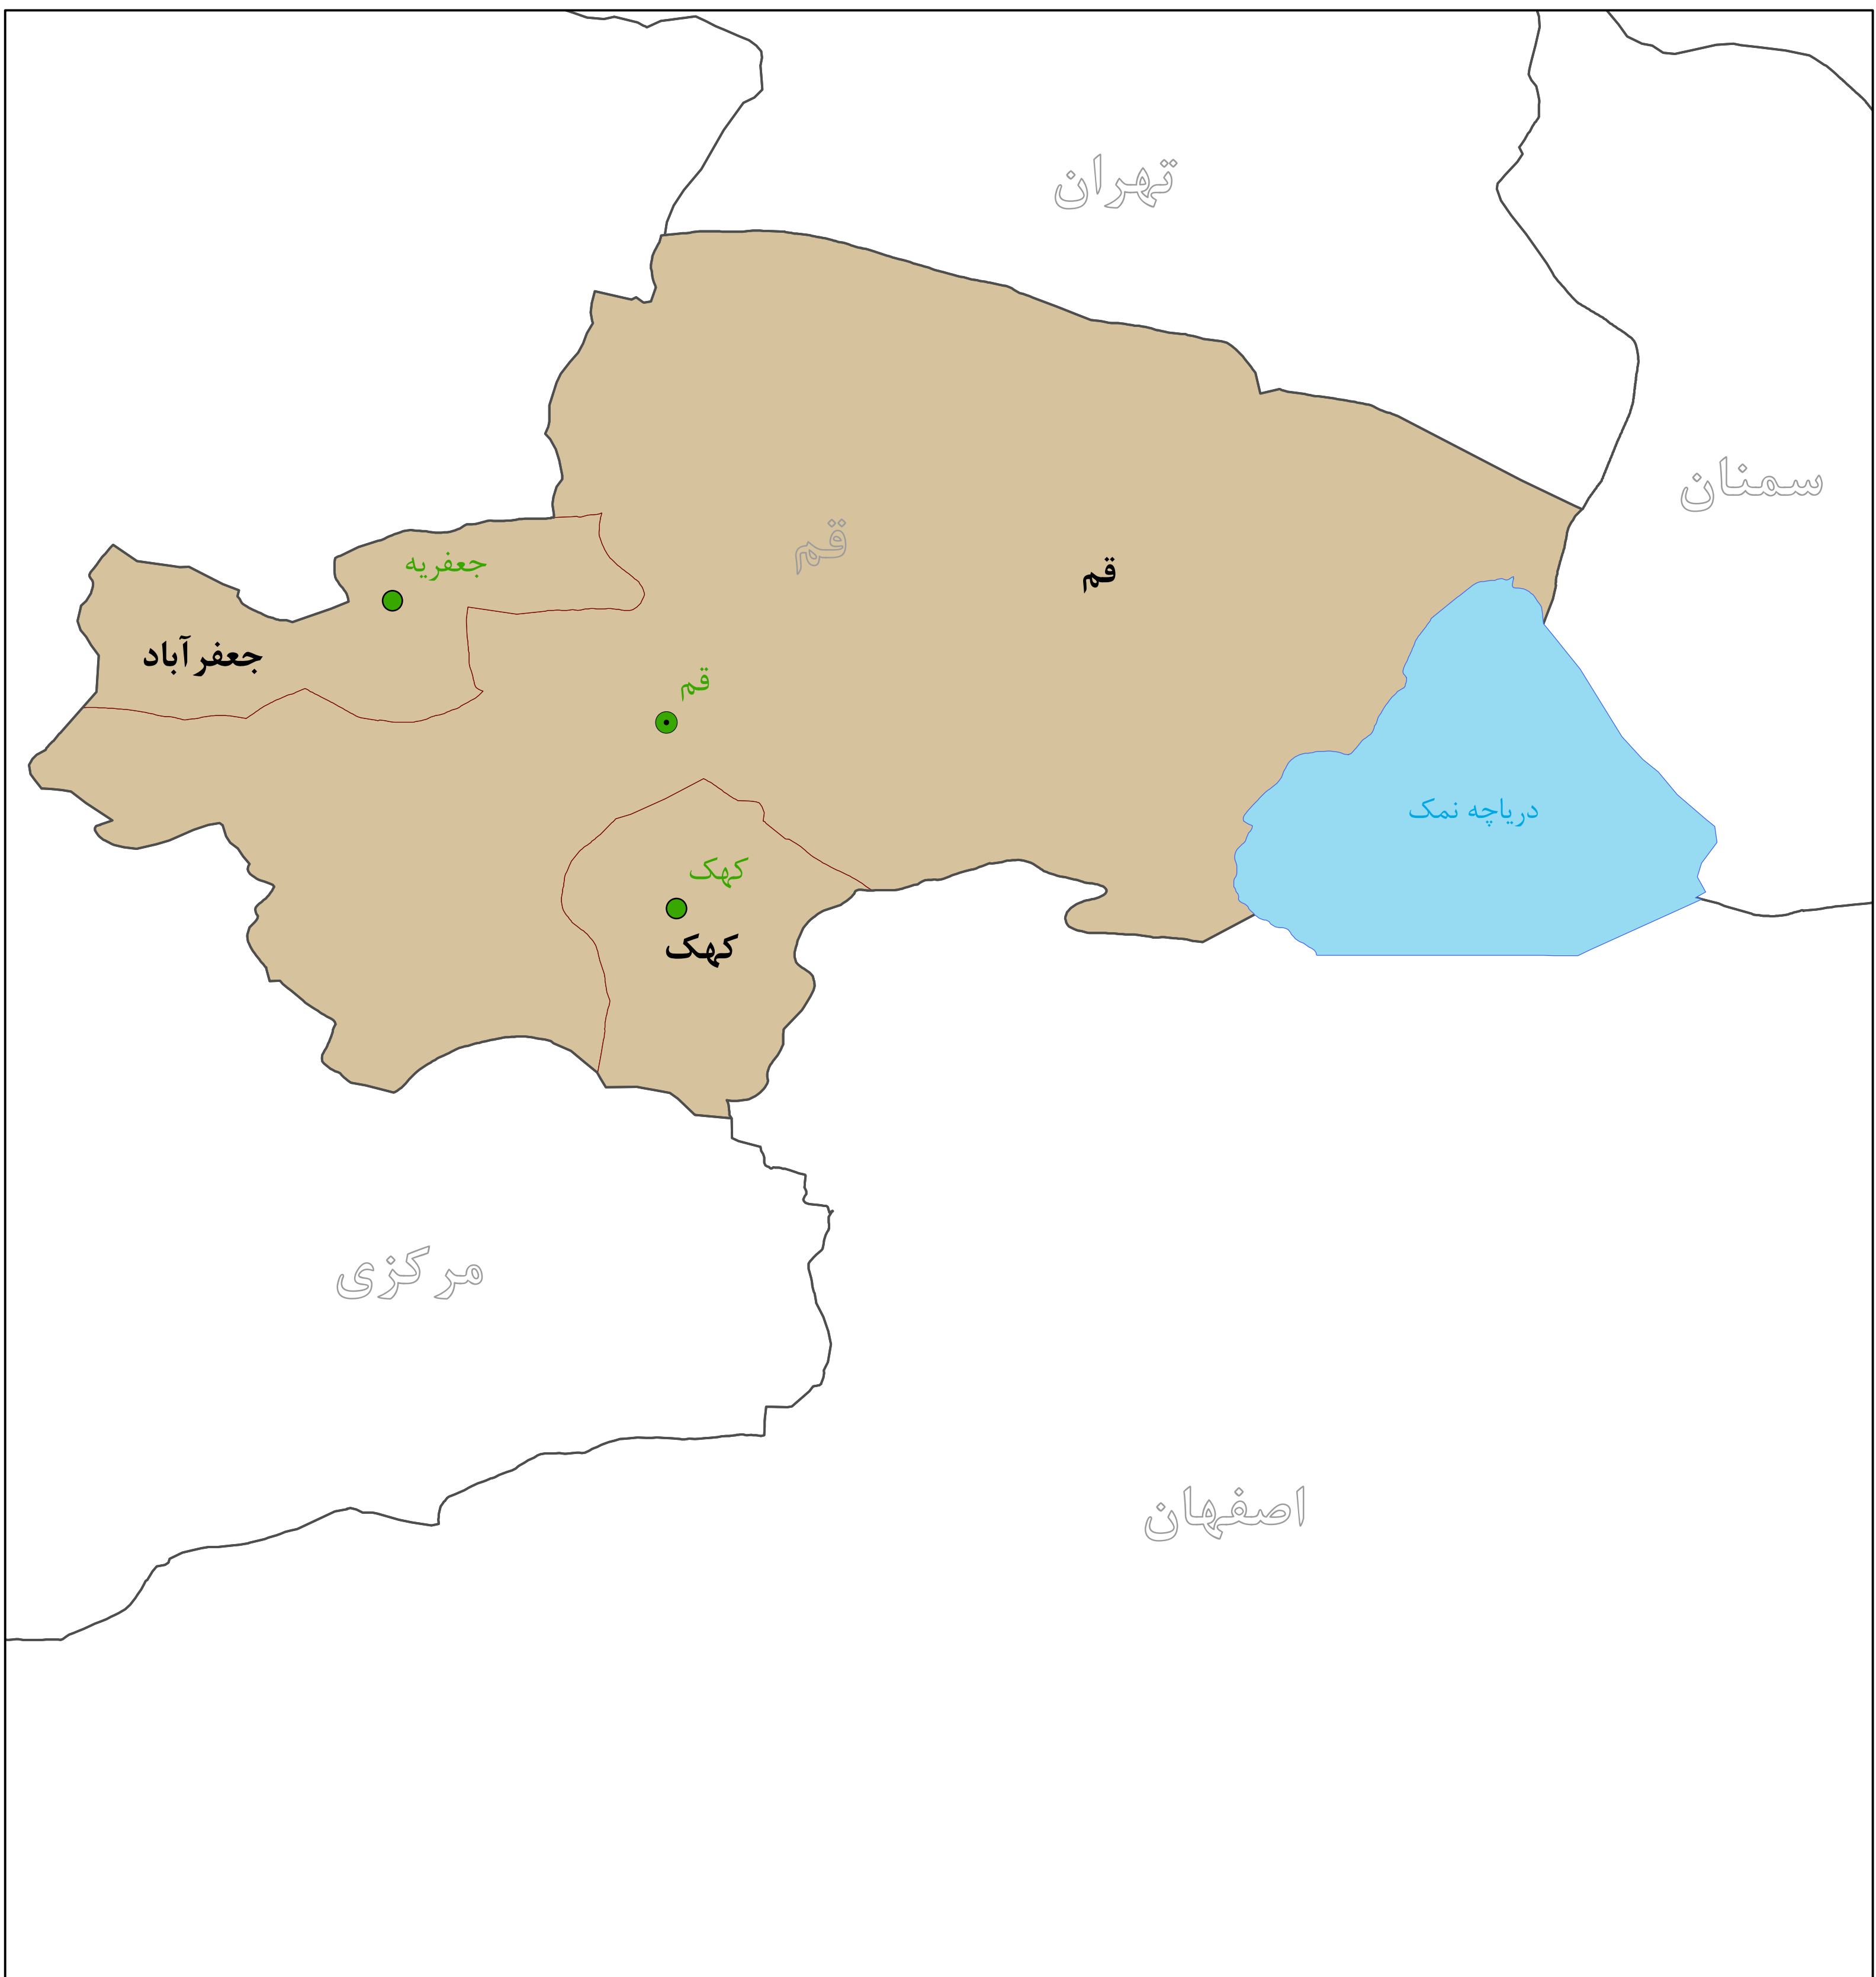 تهران
سمنان
قم
جعفریه
قم
جعفرآباد
قم
دریاچه نمک
کهک
کهک
مرکزی
اصفهان